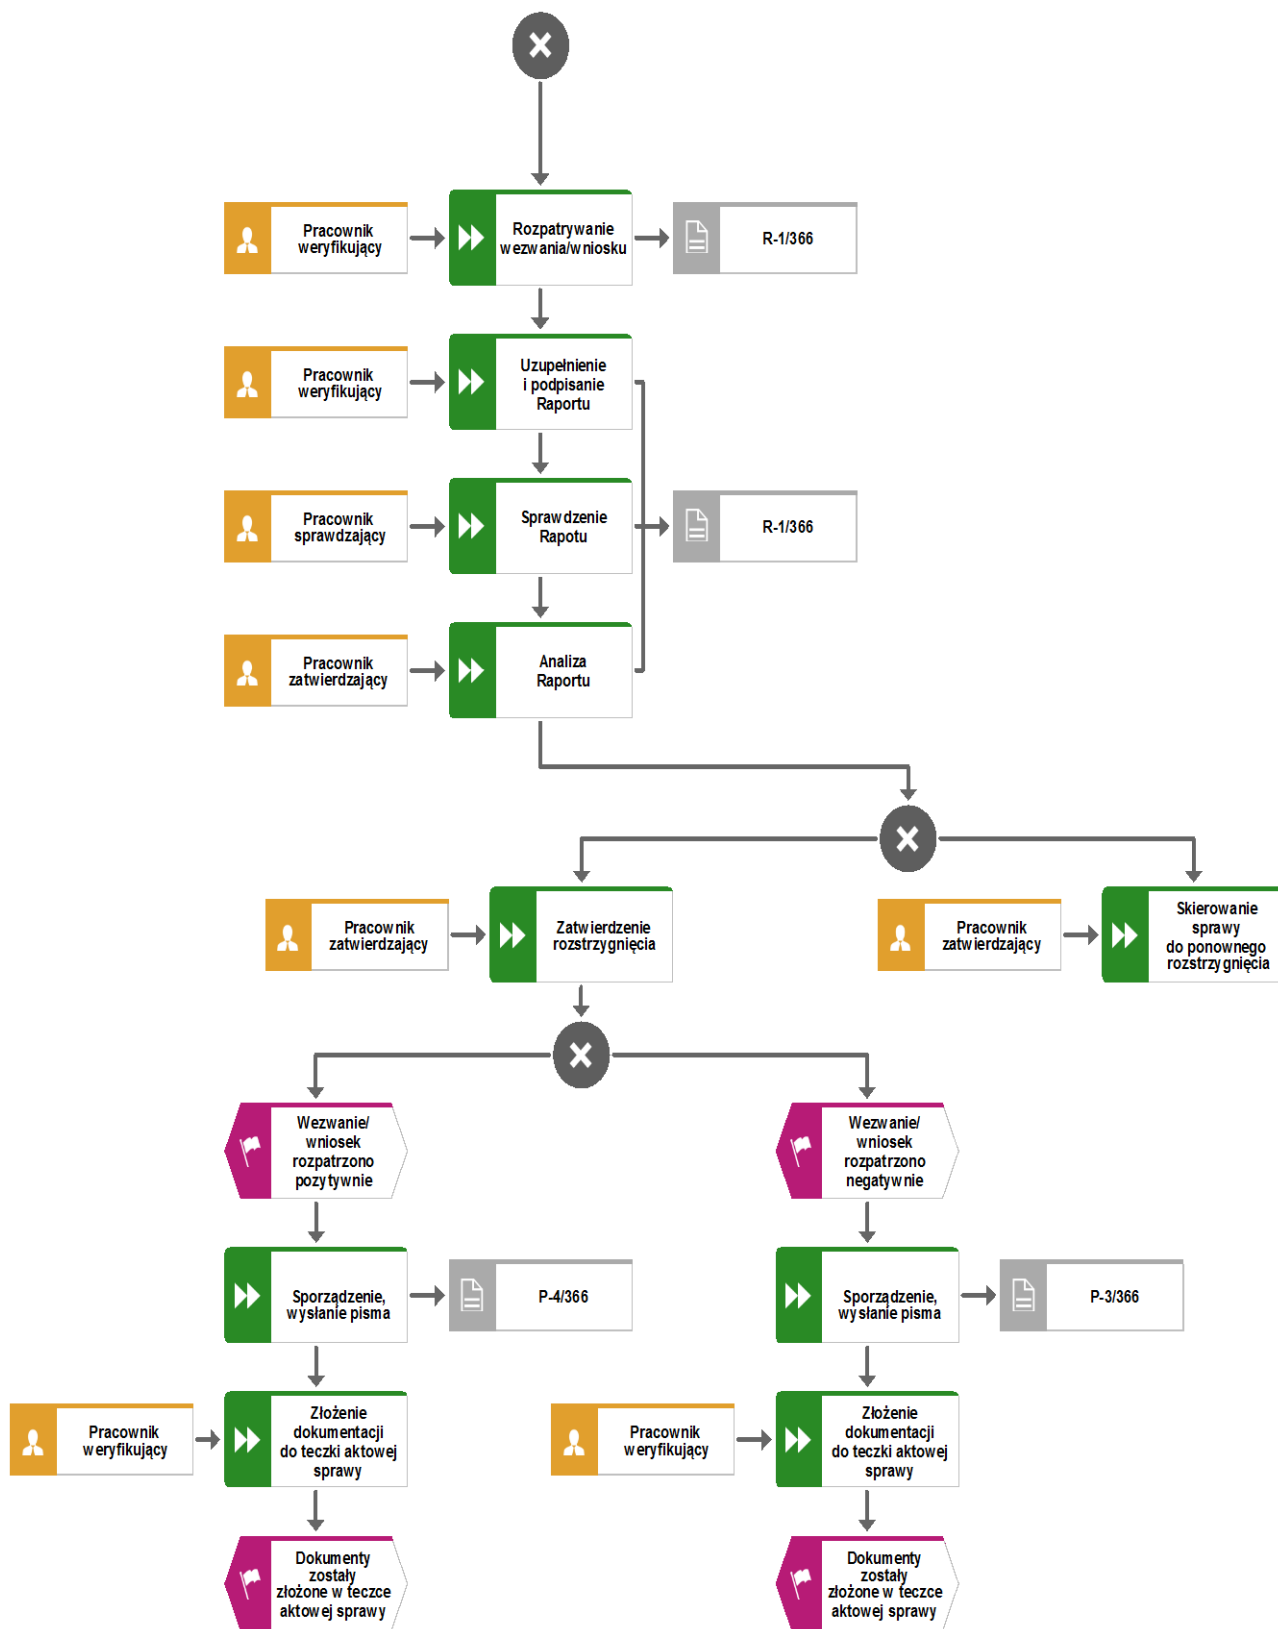 Pracownik
weryfikujący
Rozpatrywanie
wezwania/wniosku
R-1/366
Pracownik
weryfikujący
Uzupełnienie
i podpisanie
Raportu
Pracownik
sprawdzający
Sprawdzenie
Rapotu
R-1/366
Pracownik
zatwierdzający
Analiza
Raportu
Pracownik
zatwierdzający
Zatwierdzenie
rozstrzygnięcia
Pracownik
zatwierdzający
Skierowanie
sprawy
do ponownego
rozstrzygnięcia
Wezwanie/
wniosek
rozpatrzono
pozytywnie
Wezwanie/
wniosek
rozpatrzono
negatywnie
Sporządzenie,
wysłanie pisma
P-4/366
Sporządzenie,
wysłanie pisma
P-3/366
Pracownik
weryfikujący
Złożenie
dokumentacji
do teczki aktowej
sprawy
Pracownik
weryfikujący
Złożenie
dokumentacji
do teczki aktowej
sprawy
Dokumenty
zostały
złożone w teczce
aktowej sprawy
Dokumenty
zostały
złożone w teczce
aktowej sprawy